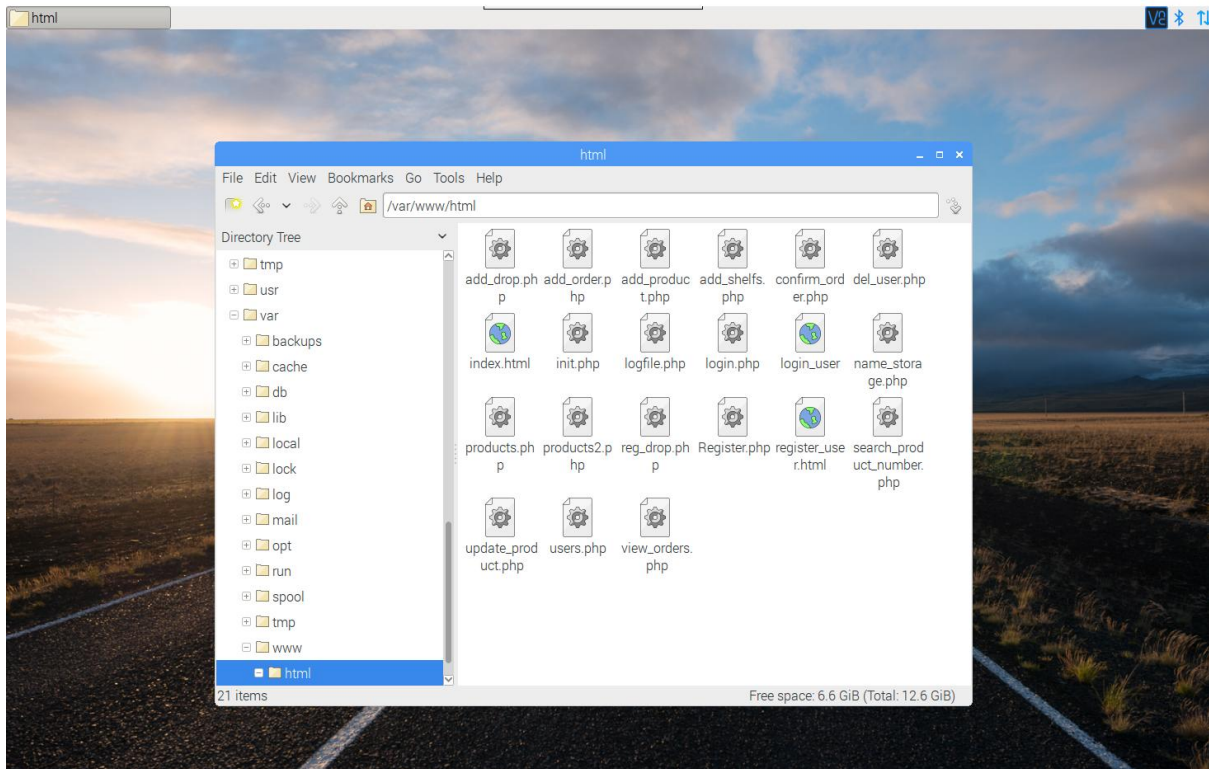 html
html
File Edit View Bookmarks Go Tools Help
/var/www/html
Directory Tree
tmp
usr
var
backups
cache
db
lib
local
lock
log
mail
opt
run
spool
tmp
www
html
add_drop.ph
p
add_order.p
hp
add_produc
t.php
add_shelfs.
php
confirm_ord
er.php
del_user.php
index.html
init.php
logfile.php
login.php
login_user
name_stora
ge.php
products.ph
p
products2.p
hp
reg_drop.ph
p
Register.php
register_use
r.html
search_prod
uct_number.
php
update_prod
uct.php
users.php
view_orders.
php
21 items
Free space: 6.6 GiB (Total: 12.6 GiB)